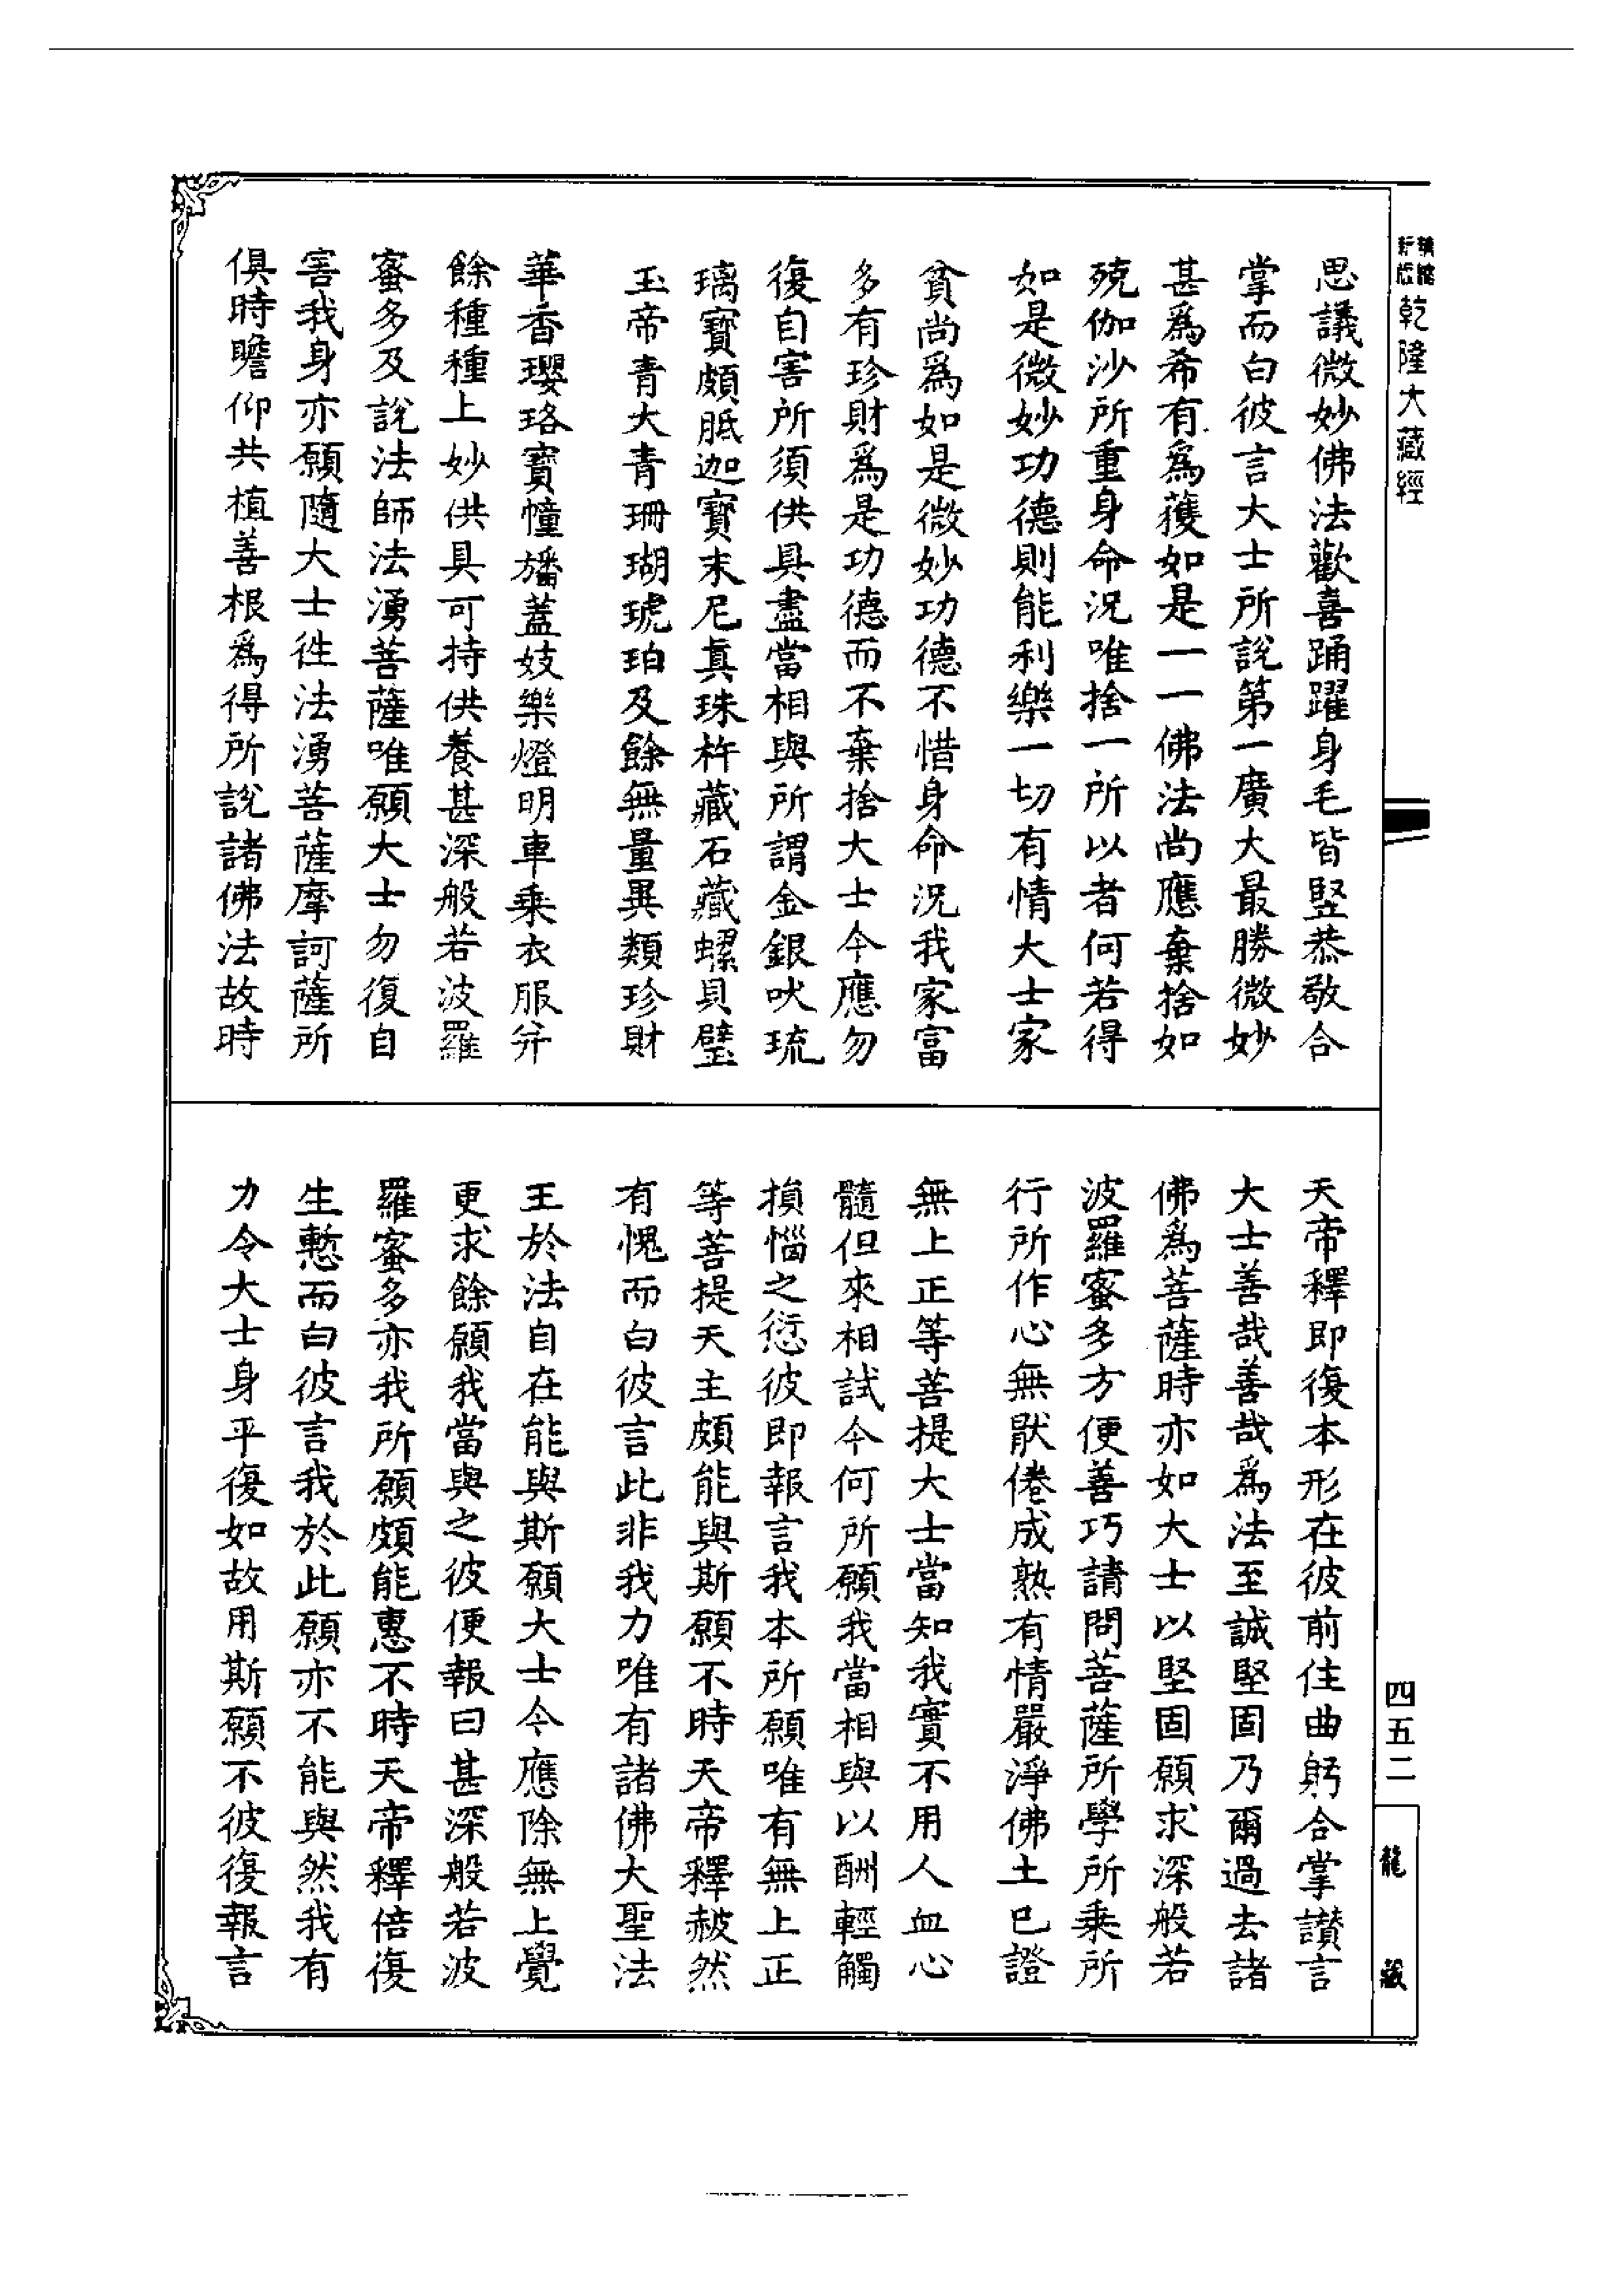 乾隆大藏經
思議微妙佛法歡喜踊躍身毛皆竪恭敬合
掌而白彼言大士所說第一廣大最勝微妙
甚爲希有爲獲如是一一佛法尚應棄捨如
殑伽沙所重身命況唯捨一所以者何若得
如是微妙功德則能利樂一切有情大士家
貧尚爲如是微妙功德不惜身命況我家富
多有珍財爲是功德而不棄捨大士今應勿
復自害所須供具盡當相與所謂金銀吠琉
璃寶頗胝迦寶末尼眞珠杵藏石藏螺貝璧
玉帝青大青珊瑚琥珀及餘無量異類珍財
華香瓔珞寶幢旛蓋妓樂燈明車乘衣服并
餘種種上妙供具可持供養甚深般若波羅
蜜多及說法師法湧菩薩唯願大士勿復自
害我身亦願隨大士徃法湧菩薩摩訶薩所
俱時瞻仰共植善根爲得所說諸佛法故時
天帝釋即復本形在彼前住曲躬合掌讃言
大士善哉善哉爲法至誠堅固乃爾過去諸
佛爲菩薩時亦如大士以堅固願求深般若
波羅蜜多方便善巧請問菩薩所學所乘所
行所作心無猒倦成熟有情嚴淨佛土已證
無上正等菩提大士當知我實不用人血心
髓但來相試今何所願我當相與以酬輕觸
損惱之愆彼即報言我本所願唯有無上正
等菩提天主頗能與斯願不時天帝釋赧然
有愧而白彼言此非我力唯有諸佛大聖法
王於法自在能與斯願大士今應除無上覺
更求餘願我當與之彼便報曰甚深般若波
羅蜜多亦我所願頗能惠不時天帝釋倍復
生慙而白彼言我於此願亦不能與然我有
力令大士身平復如故用斯願不彼復報言
四五二
龍藏